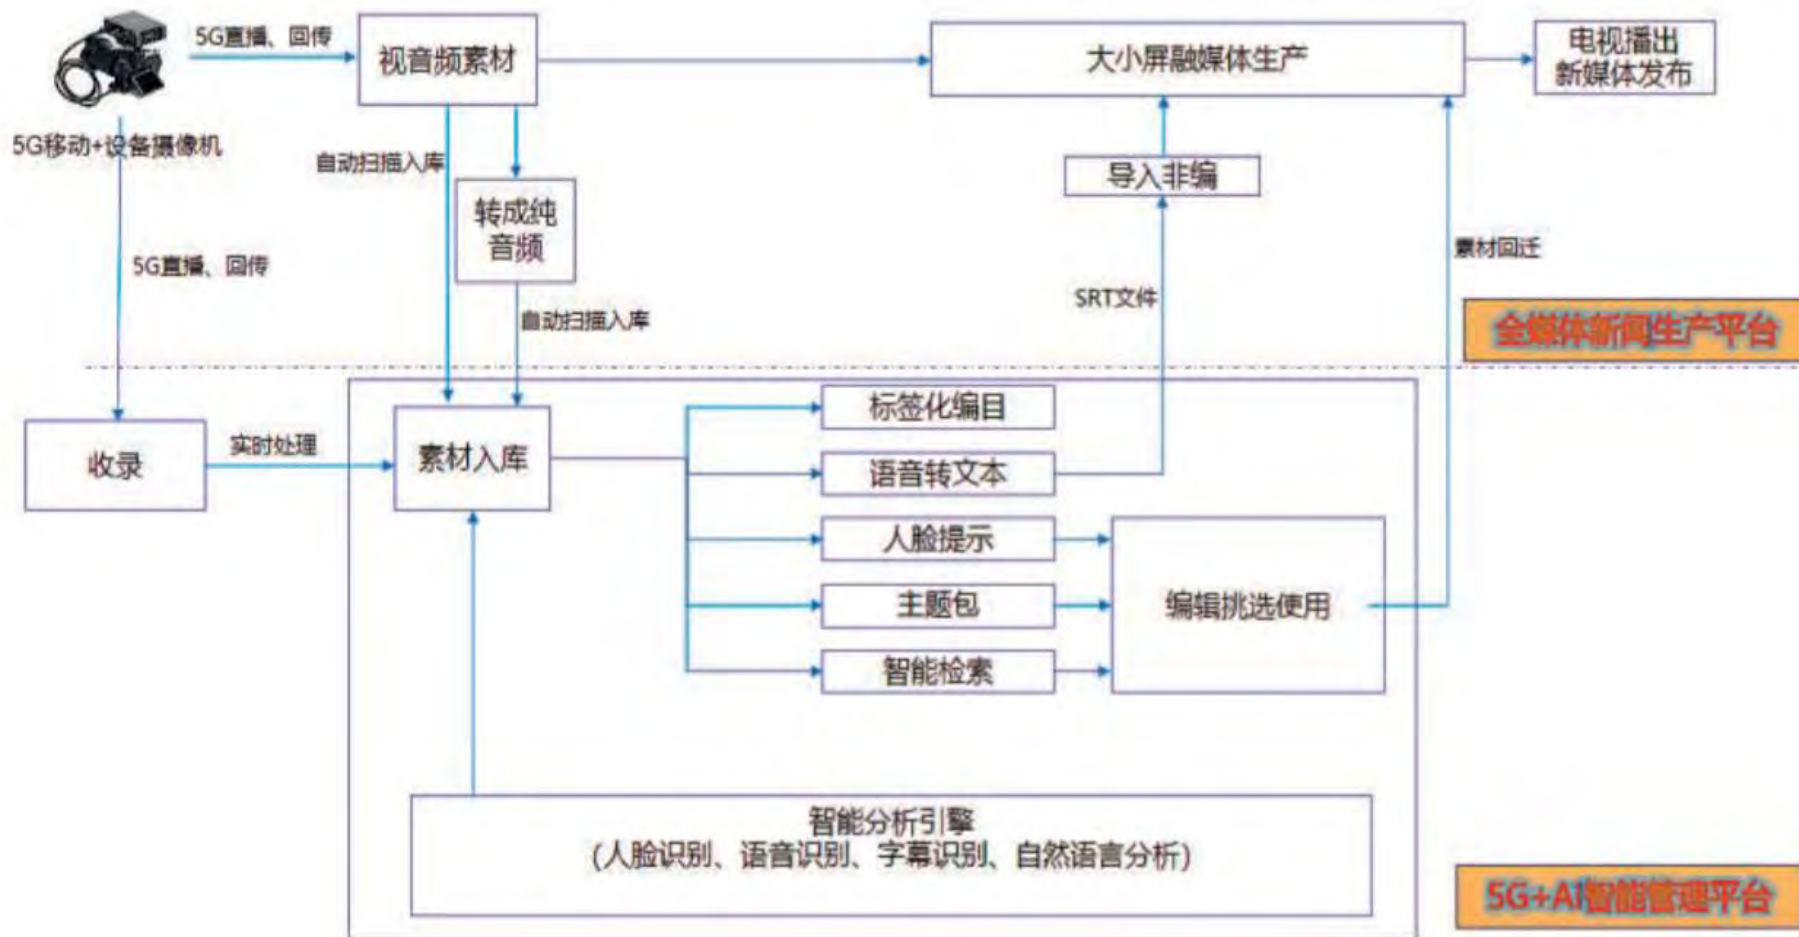 5G直播、回传
视音频素材
大小屏融媒体生产
电视播出
新媒体发布
5G移动+设备摄像机
自动扫描入库
转成纯
音频
导入非编
5G直播、回传
素材回迁
SRT文件
自动扫描入库
全媒体新闻生产平台
收录
实时处理
素材入库
标签化编目
语音转文本
人脸提示
主题包
智能检索
编辑挑选使用
智能分析引擎
(人脸识别、语音识别、字幕识别、自然语言分析)
5G+AI智能管理平台